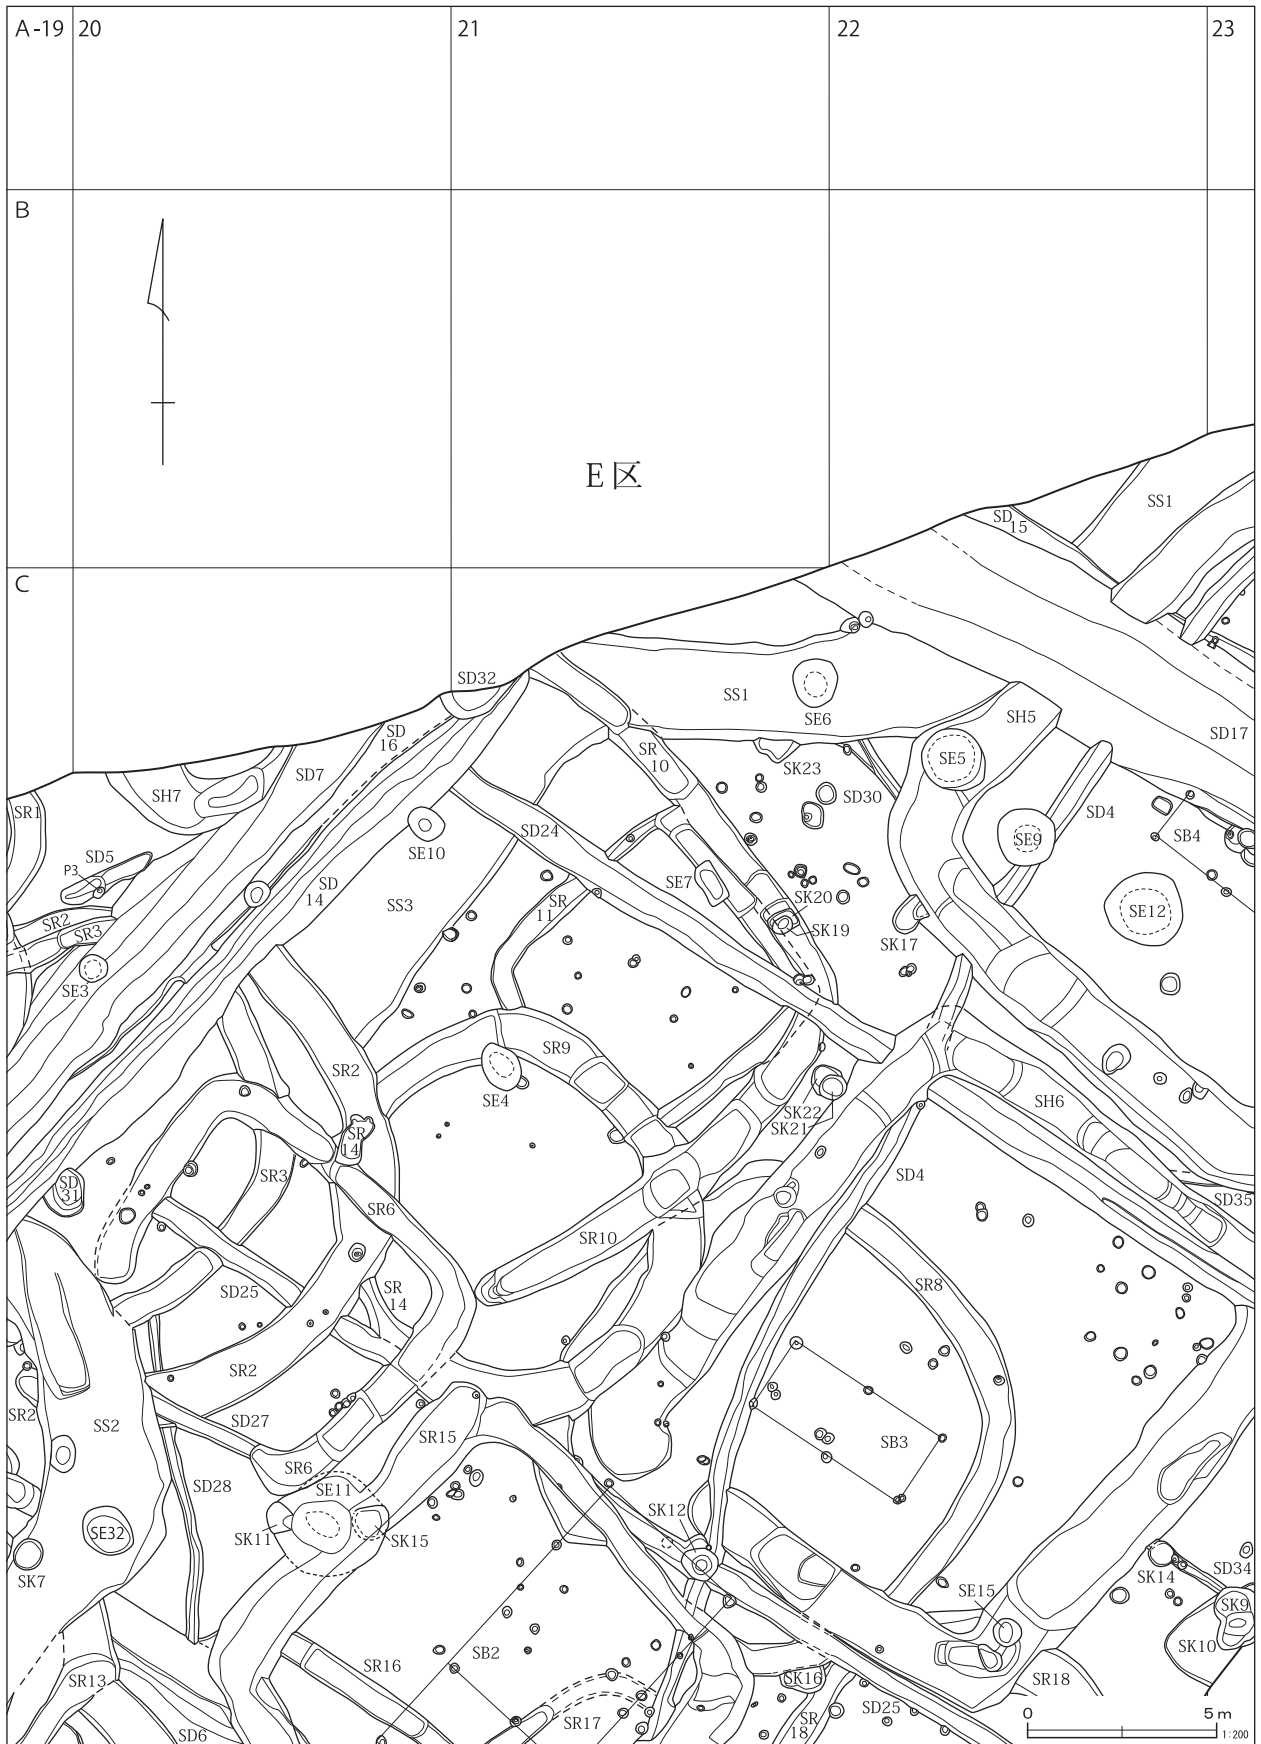 A-19 20 21 22 23
B
E区
SS1
SD
15
C
SD32
SD
16
SS1
SE6
SH5
SD17
SR
10
SE5
SD7
SK23
SH7
SD30
SR1
SD4
SB4
SD24
SE9
SE10
SD5
P3
SE7
SD
14
SS3
SR
11
SK20
SE12
SR2
SR3
SK19
SK17
SE3
SR9
SR2
SE4
SK22
SK21
SH6
SR
14
SD4
SD
31
SR3
SD35
SR6
SR10
SR8
SD25
SR
14
SR2
SR2
SS2
SD27
SR15
SB3
SR6
SD28
SE11
SK12
SE32
SK11
SK15
SK7
SK14
SD34
SE15
SK9
SB2
SK10
SR16
SR13
SK16
SR18
SR17
SR
18
SD25
SD6
0 5 m
1:200